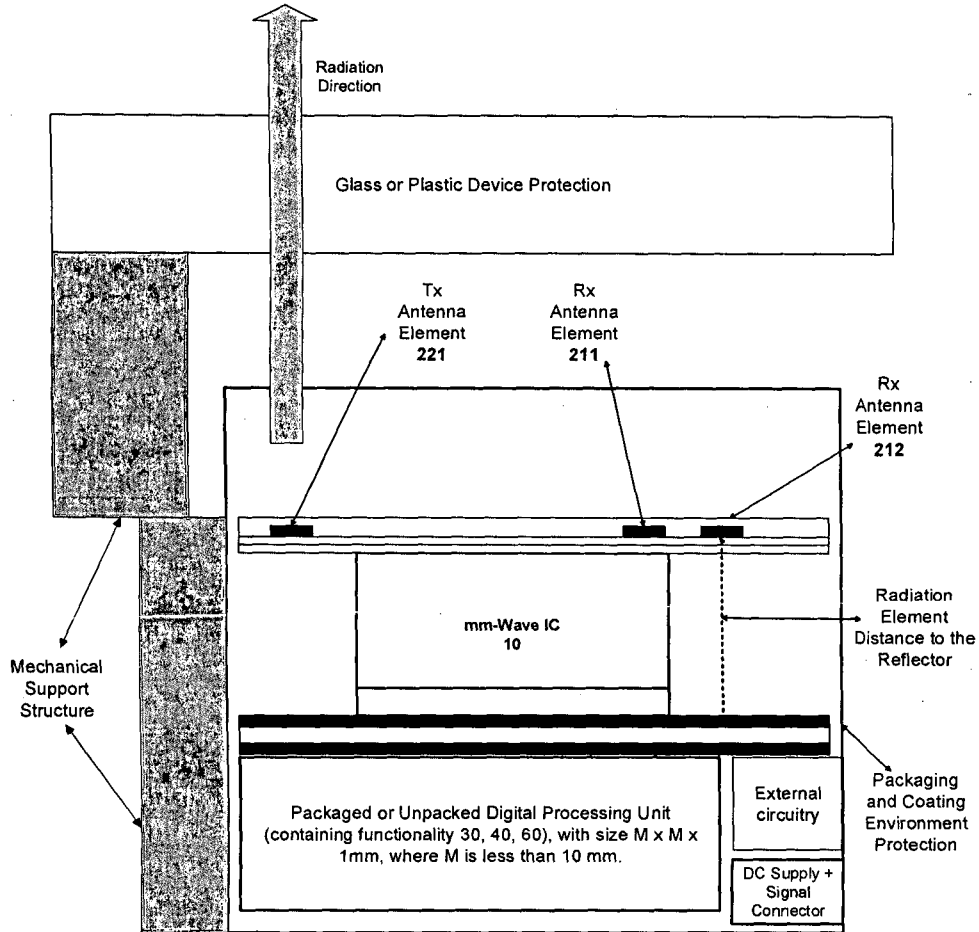 Radiation
Direction
Glass or Plastic Device Protection
Tx
Antenna
Element
221
Rx
Antenna
Element
211
Rx
Antenna
Element
212
mm-Wave IC
10
Radiation
Element
Distance to the
Reflector
Mechanical
Support
Structure
Packaged or Unpacked Digital Processing Unit
(containing functionality 30, 40, 60), with size M x M x
1mm, where M is less than 10 mm.
External
circuitry
Packaging
and Coating
Environment
Protection
DC Supply +
Signal
Connector